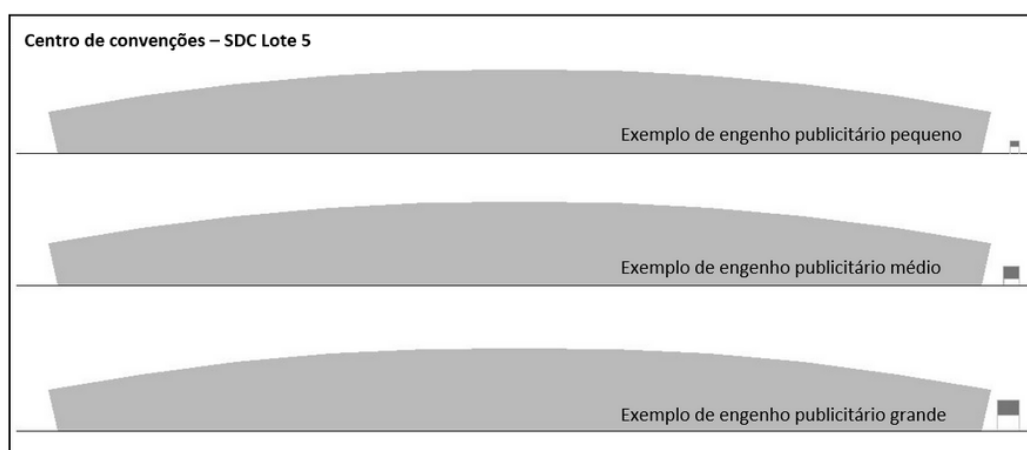 Centro de convenções – SDC Lote 5
Exemplo de engenho publicitário pequeno
Exemplo de engenho publicitário médio
Exemplo de engenho publicitário grande